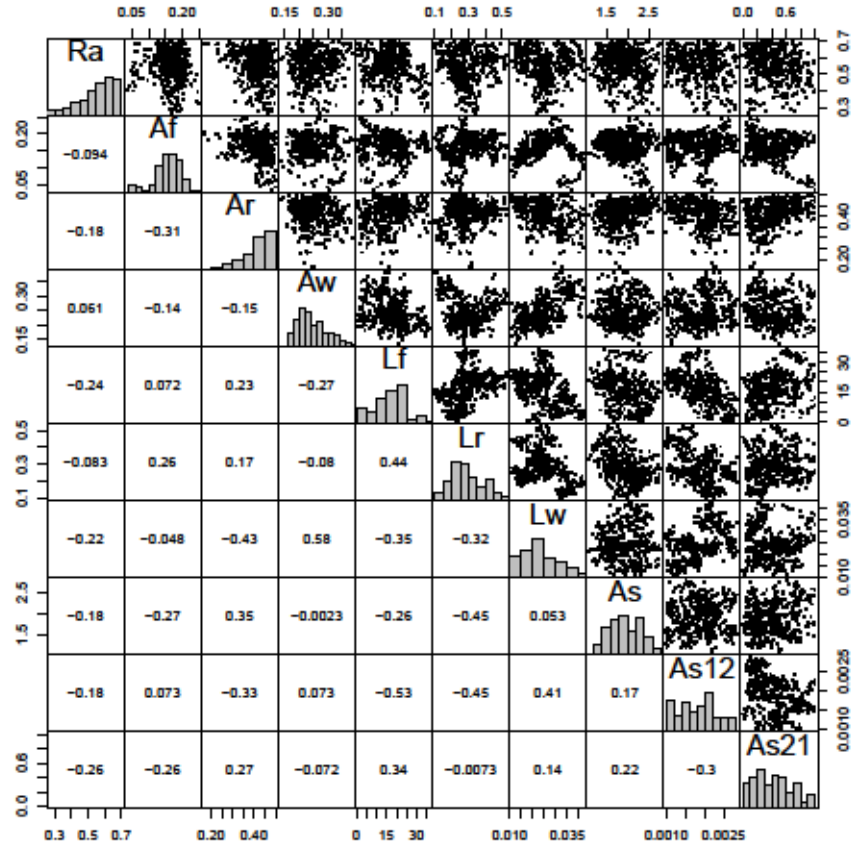 0.05 0.20 0.15 0.30 0.1 0.3 0.5 1.5 2.5 0.0 0.6
Ra 0.3 0.5 0.7
0.05 0.20 −0.094 Af
−0.18 −0.31 Ar 0.20 0.40
0.15 0.30 0.061 −0.14 −0.15 Aw
−0.24 0.072 0.23 −0.27 Lf 0 15 30
0.1 0.3 0.5 −0.083 0.26 0.17 −0.08 0.44 Lr
−0.22 −0.048 −0.43 0.58 −0.35 −0.32 Lw 0.010 0.035
1.5 2.5 −0.18 −0.27 0.35 −0.0023 −0.26 −0.45 0.053 As
−0.18 0.073 −0.33 0.073 −0.53 −0.45 0.41 0.17 As12 0.0010 0.0025
0.0 0.6 −0.26 −0.26 0.27 −0.072 0.34 −0.0073 0.14 0.22 −0.3 As21
0.3 0.5 0.7 0.20 0.40 0 15 30 0.010 0.035 0.0010 0.0025